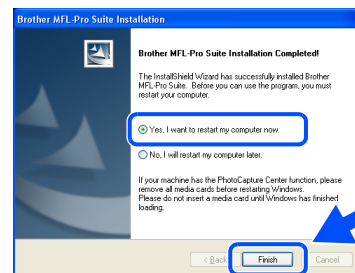 Brother MFL-Pro Suite Installation
Brother MFL-Pro Suite Installation Completed!
The InstallShield Wizard has successfully installed Brother
MFL-Pro Suite. Before you can use the program, you must
restart your computer.
Yes, I want to restart my computer now.
No, I will restart my computer later.
If your machine has the PhotoCapture Center function, please
remove all media cards before restarting Windows.
Please do not insert a media card until Windows has finished
loading.
< Back
Finish
Cancel